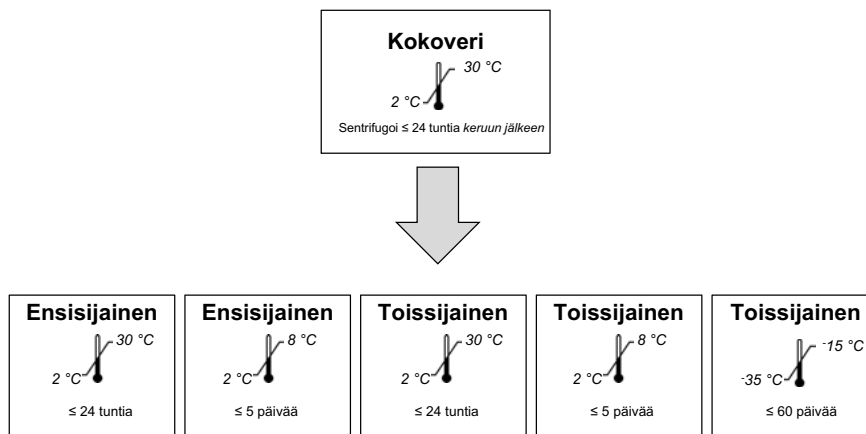 Kokoveri
30 °C
2 °C
Sentrifugoi ≤ 24 tuntia keruun jälkeen
Ensisijainen
30 °C
2 °C
≤ 24 tuntia
Ensisijainen
8 °C
2 °C
≤ 5 päivää
Toissijainen
30 °C
2 °C
≤ 24 tuntia
Toissijainen
8 °C
2 °C
≤ 5 päivää
Toissijainen
-15 °C
-35 °C
≤ 60 päivää